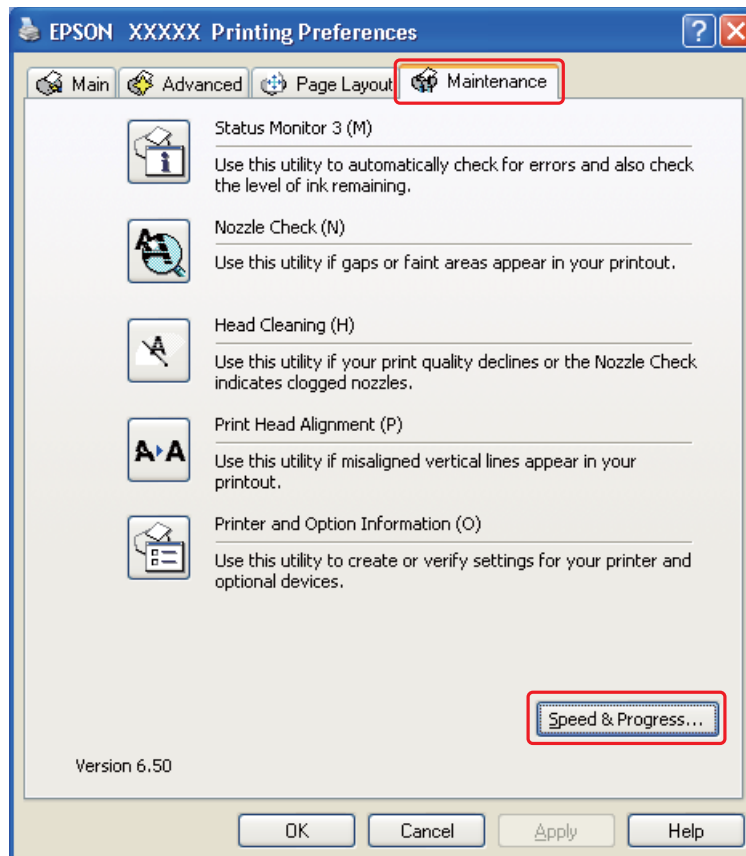 EPSON XXXXX Printing Preferences
Main Advanced Page Layout Maintenance
Status Monitor 3 (M)
Use this utility to automatically check for errors and also check
the level of ink remaining.
Nozzle Check (N)
Use this utility if gaps or faint areas appear in your printout.
Head Cleaning (H)
Use this utility if your print quality declines or the Nozzle Check
indicates clogged nozzles.
Print Head Alignment (P)
Use this utility if misaligned vertical lines appear in your
printout.
Printer and Option Information (O)
Use this utility to create or verify settings for your printer and
optional devices.
Speed & Progress...
Version 6.50
OK Cancel Apply Help